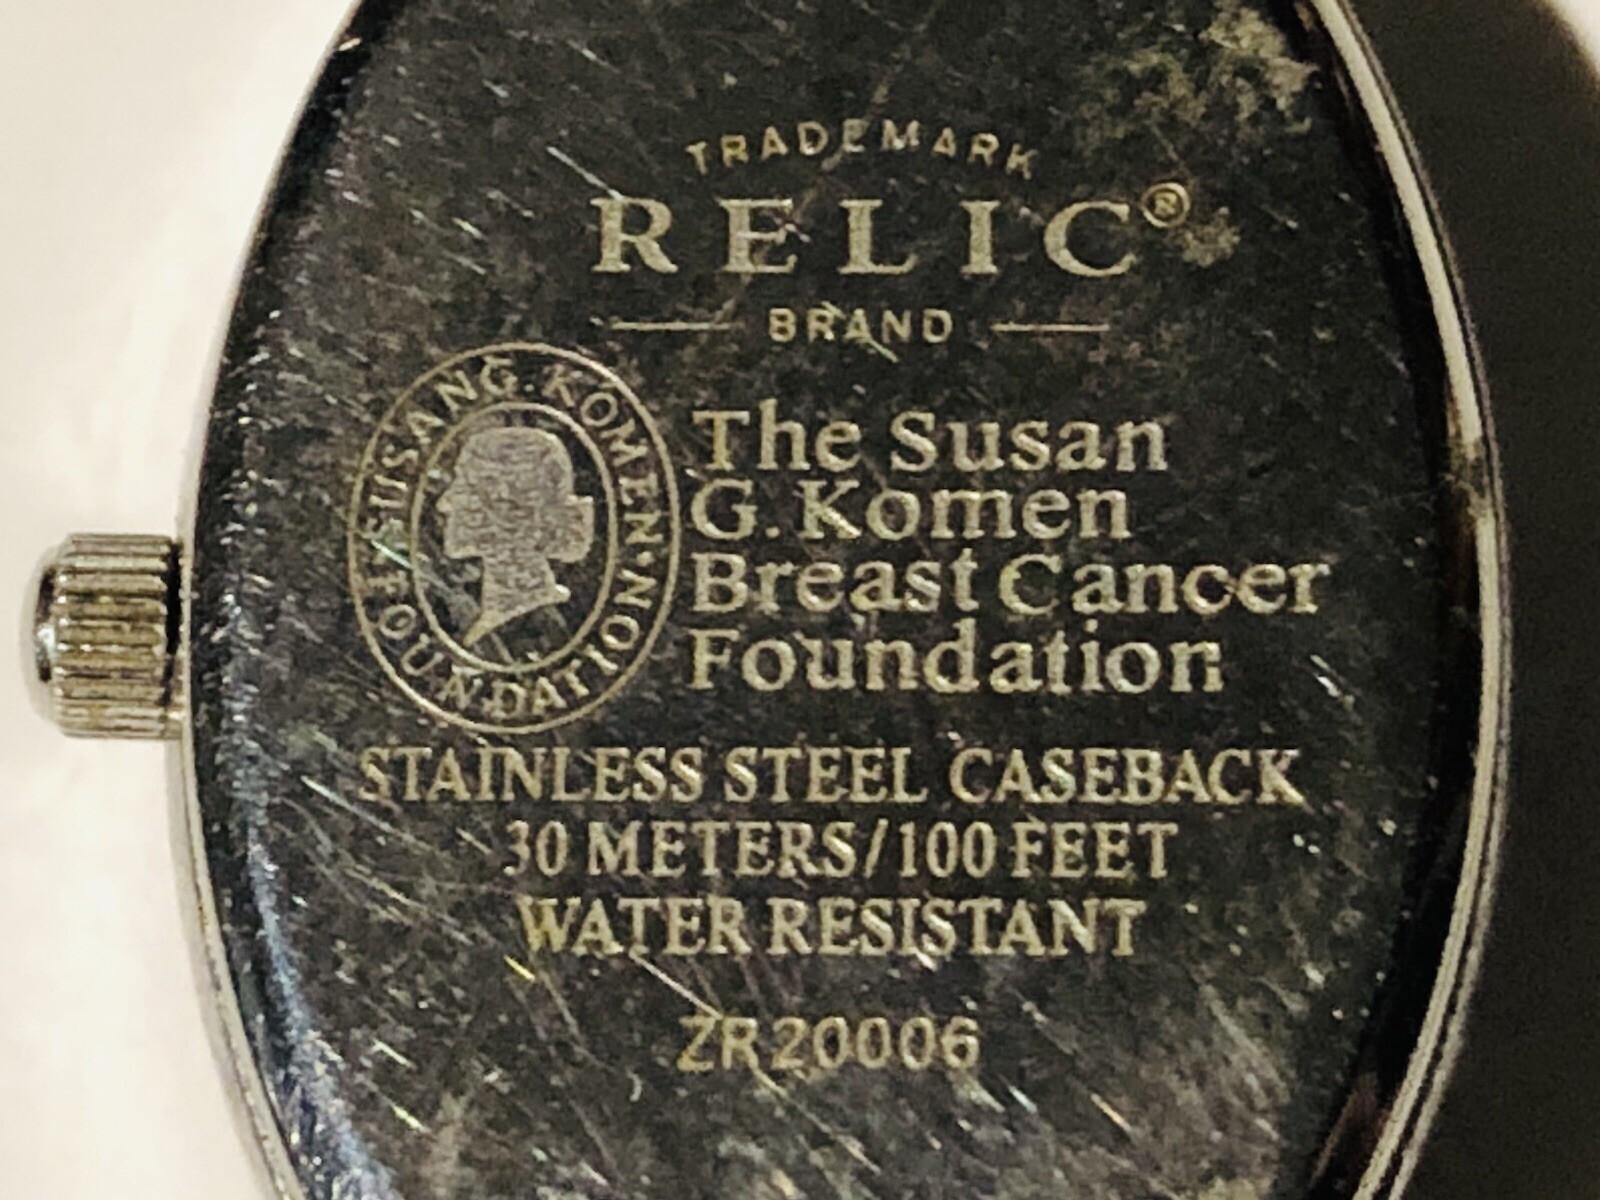 TRADEMARK
RELIC®
BRAND
SUSAN G. KOMEN
FOUNDATION
The Susan
G. Komen
Breast Cancer
Foundation
STAINLESS STEEL CASEBACK
30 METERS/100 FEET
WATER RESISTANT
ZR20006